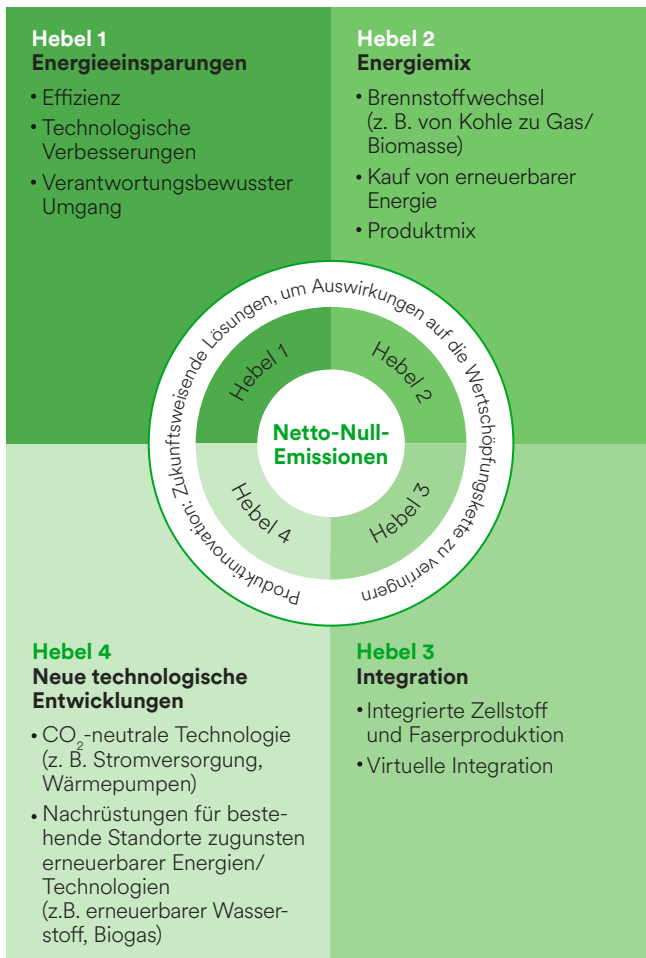 Hebel 1
Energieeinsparungen
• Effizienz
• Technologische
Verbesserungen
• Verantwortungsbewusster
Umgang
Hebel 2
Energiemix
• Brennstoffwechsel
(z. B. von Kohle zu Gas/
Biomasse)
• Kauf von erneuerbarer
Energie
• Produktmix
Produktinnovation: Zukunftsweisende Lösungen, um Auswirkungen auf die Wertschöpfungskette zu verringern
Hebel 1
Hebel 2
Netto-Null-
Emissionen
Hebel 4
Hebel 3
Hebel 4
Neue technologische
Entwicklungen
• CO₂-neutrale Technologie
(z. B. Stromversorgung,
Wärmepumpen)
• Nachrüstungen für beste-
hende Standorte zugunsten
erneuerbarer Energien/
Technologien
(z.B. erneuerbarer Wasser-
stoff, Biogas)
Hebel 3
Integration
• Integrierte Zellstoff
und Faserproduktion
• Virtuelle Integration